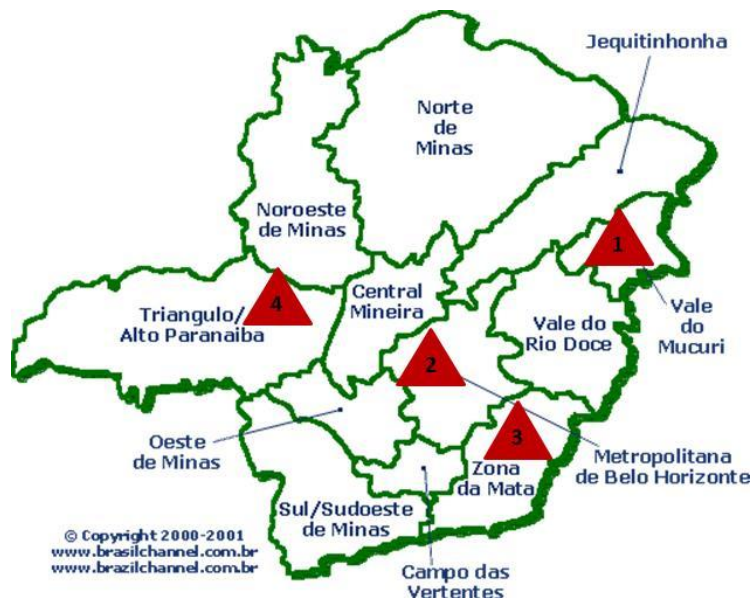 Jequitinhonha
Norte
de
Minas
Noroeste
de Minas
1
4
Triangulo/
Alto Paranaiba
Central
Mineira
Vale do
Rio Doce
Vale
do
Mucuri
2
3
Oeste
de Minas
Zona
da Mata
Metropolitana
de Belo Horizonte
Sul/Sudoeste
de Minas
Campo das
Vertentes
© Copyright 2000-2001
www.brasilchannel.com.br
www.brazilchannel.com.br